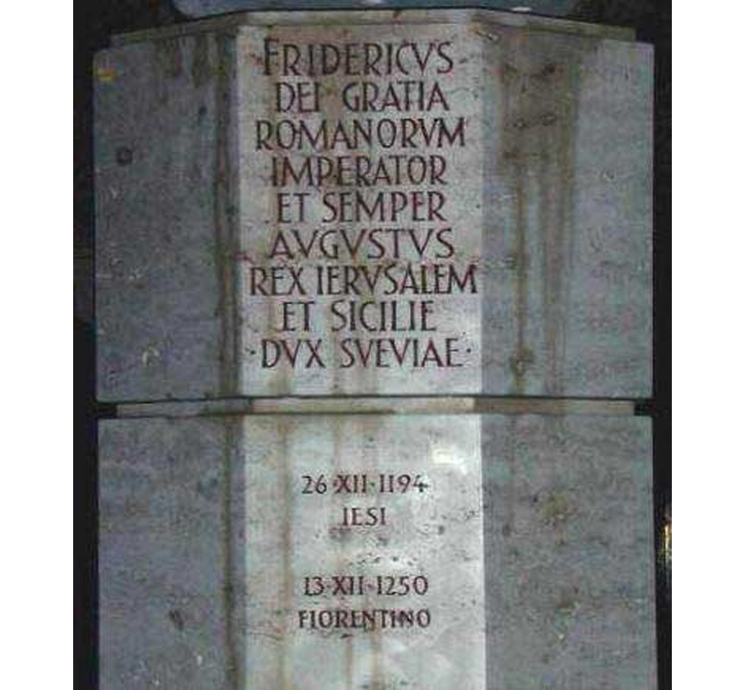 FRIDERICVS
DEI GRATIA
ROMANORVM
IMPERATOR
ET SEMPER
AVGVSTVS
REX IERVSALEM
ET SICILIE
·DVX SVEVIAE·
26·XII·1194
IESI
13·XII·1250
FIORENTINO